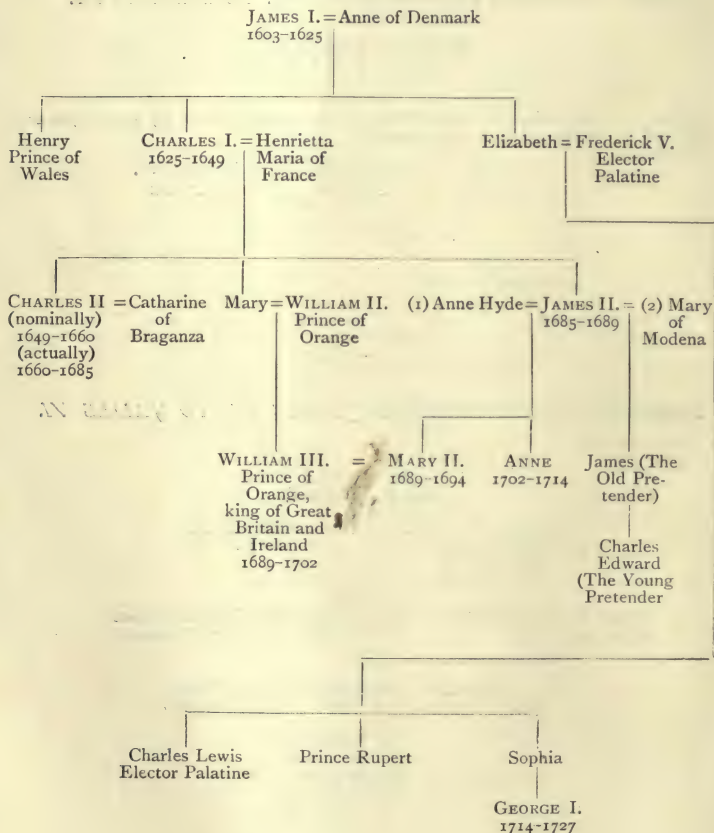 JAMES I. = Anne of Denmark
1603-1625
Henry
Prince of
Wales
CHARLES I. = Henrietta
1625-1649 Maria of
France
Elizabeth = Frederick V.
Elector
Palatine
CHARLES II = Catharine
(nominally) of
1649-1660 Braganza
(actually)
1660-1685
Mary = WILLIAM II.
Prince of
Orange
(1) Anne Hyde = JAMES II. = (2) Mary
1685-1689 of
Modena
WILLIAM III. = MARY II.
Prince of 1689-1694
Orange,
king of Great
Britain and
Ireland
1689-1702
ANNE
1702-1714
James (The
Old Pre-
tender)
Charles
Edward
(The Young
Pretender
Charles Lewis
Elector Palatine
Prince Rupert
Sophia
GEORGE I.
1714-1727